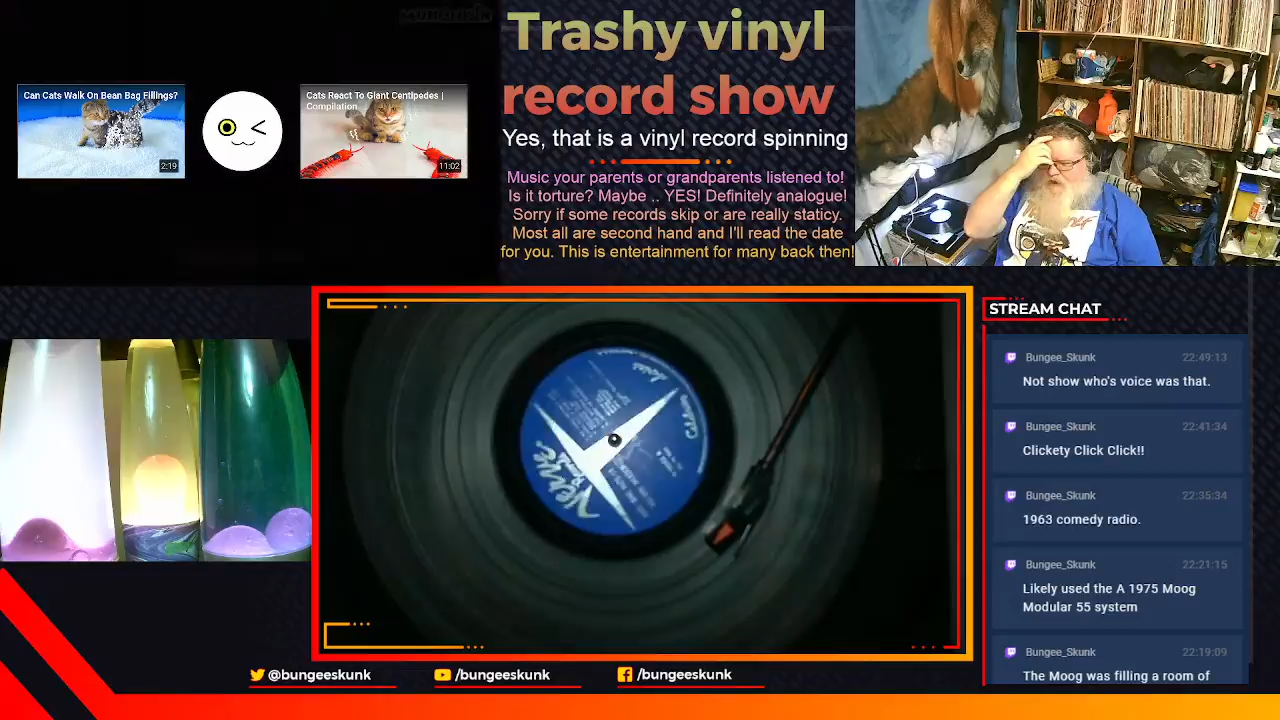 Can Cats Walk On Bean Bag Fillings?
2:19
Cats React To Giant Centipedes |
Compilation
11:02
Trashy vinyl
record show
Yes, that is a vinyl record spinning
Music your parents or grandparents listened to!
Is it torture? Maybe .. YES! Definitely analogue!
Sorry if some records skip or are really staticy.
Most all are second hand and I'll read the date
for you. This is entertainment for many back then!
Verve
STREAM CHAT
Bungee_Skunk 22:49:13
Not show who's voice was that.
Bungee_Skunk 22:41:34
Clickety Click Click!!
Bungee_Skunk 22:35:34
1963 comedy radio.
Bungee_Skunk 22:21:15
Likely used the A 1975 Moog
Modular 55 system
Bungee_Skunk 22:19:09
The Moog was filling a room of
@bungeeskunk
/bungeeskunk
/bungeeskunk